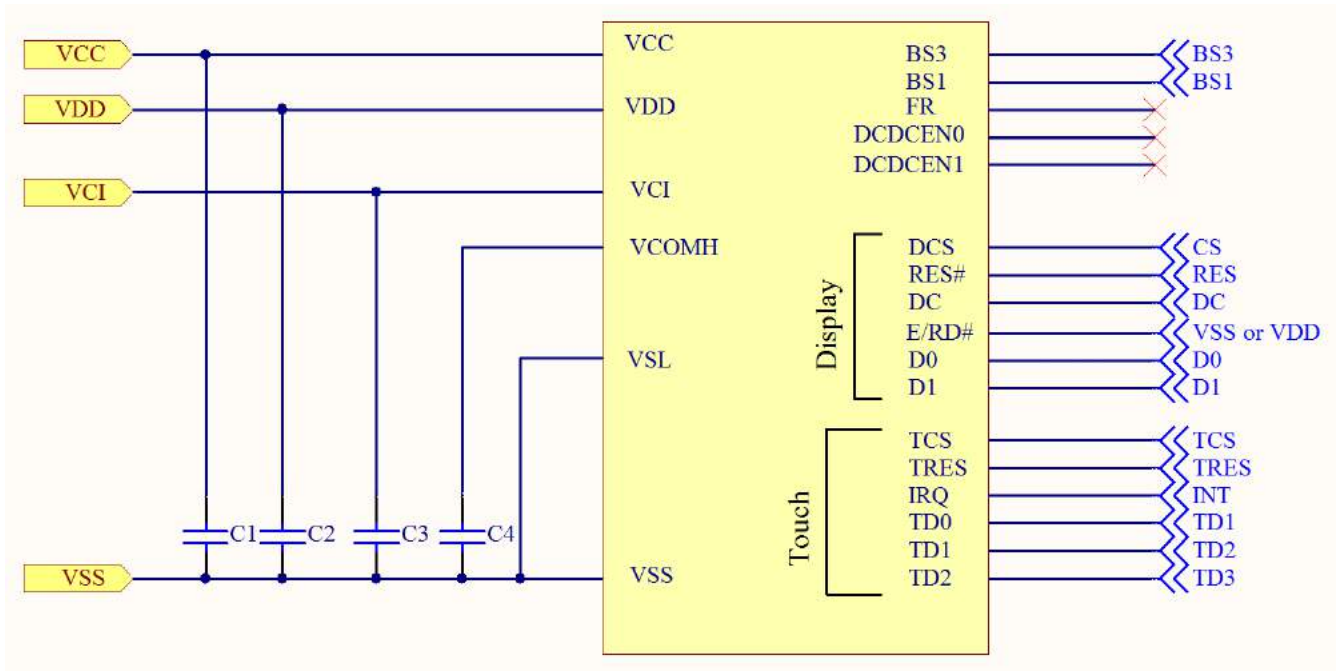 VCC
VDD
VCI
VSS
C1
C2
C3
C4
VCC
VDD
VCI
VCOMH
VSL
VSS
BS3
BS1
FR
DCDCEN0
DCDCEN1
Display
DCS
RES#
DC
E/RD#
D0
D1
Touch
TCS
TRES
IRQ
TD0
TD1
TD2
BS3
BS1
CS
RES
DC
VSS or VDD
D0
D1
TCS
TRES
INT
TD1
TD2
TD3